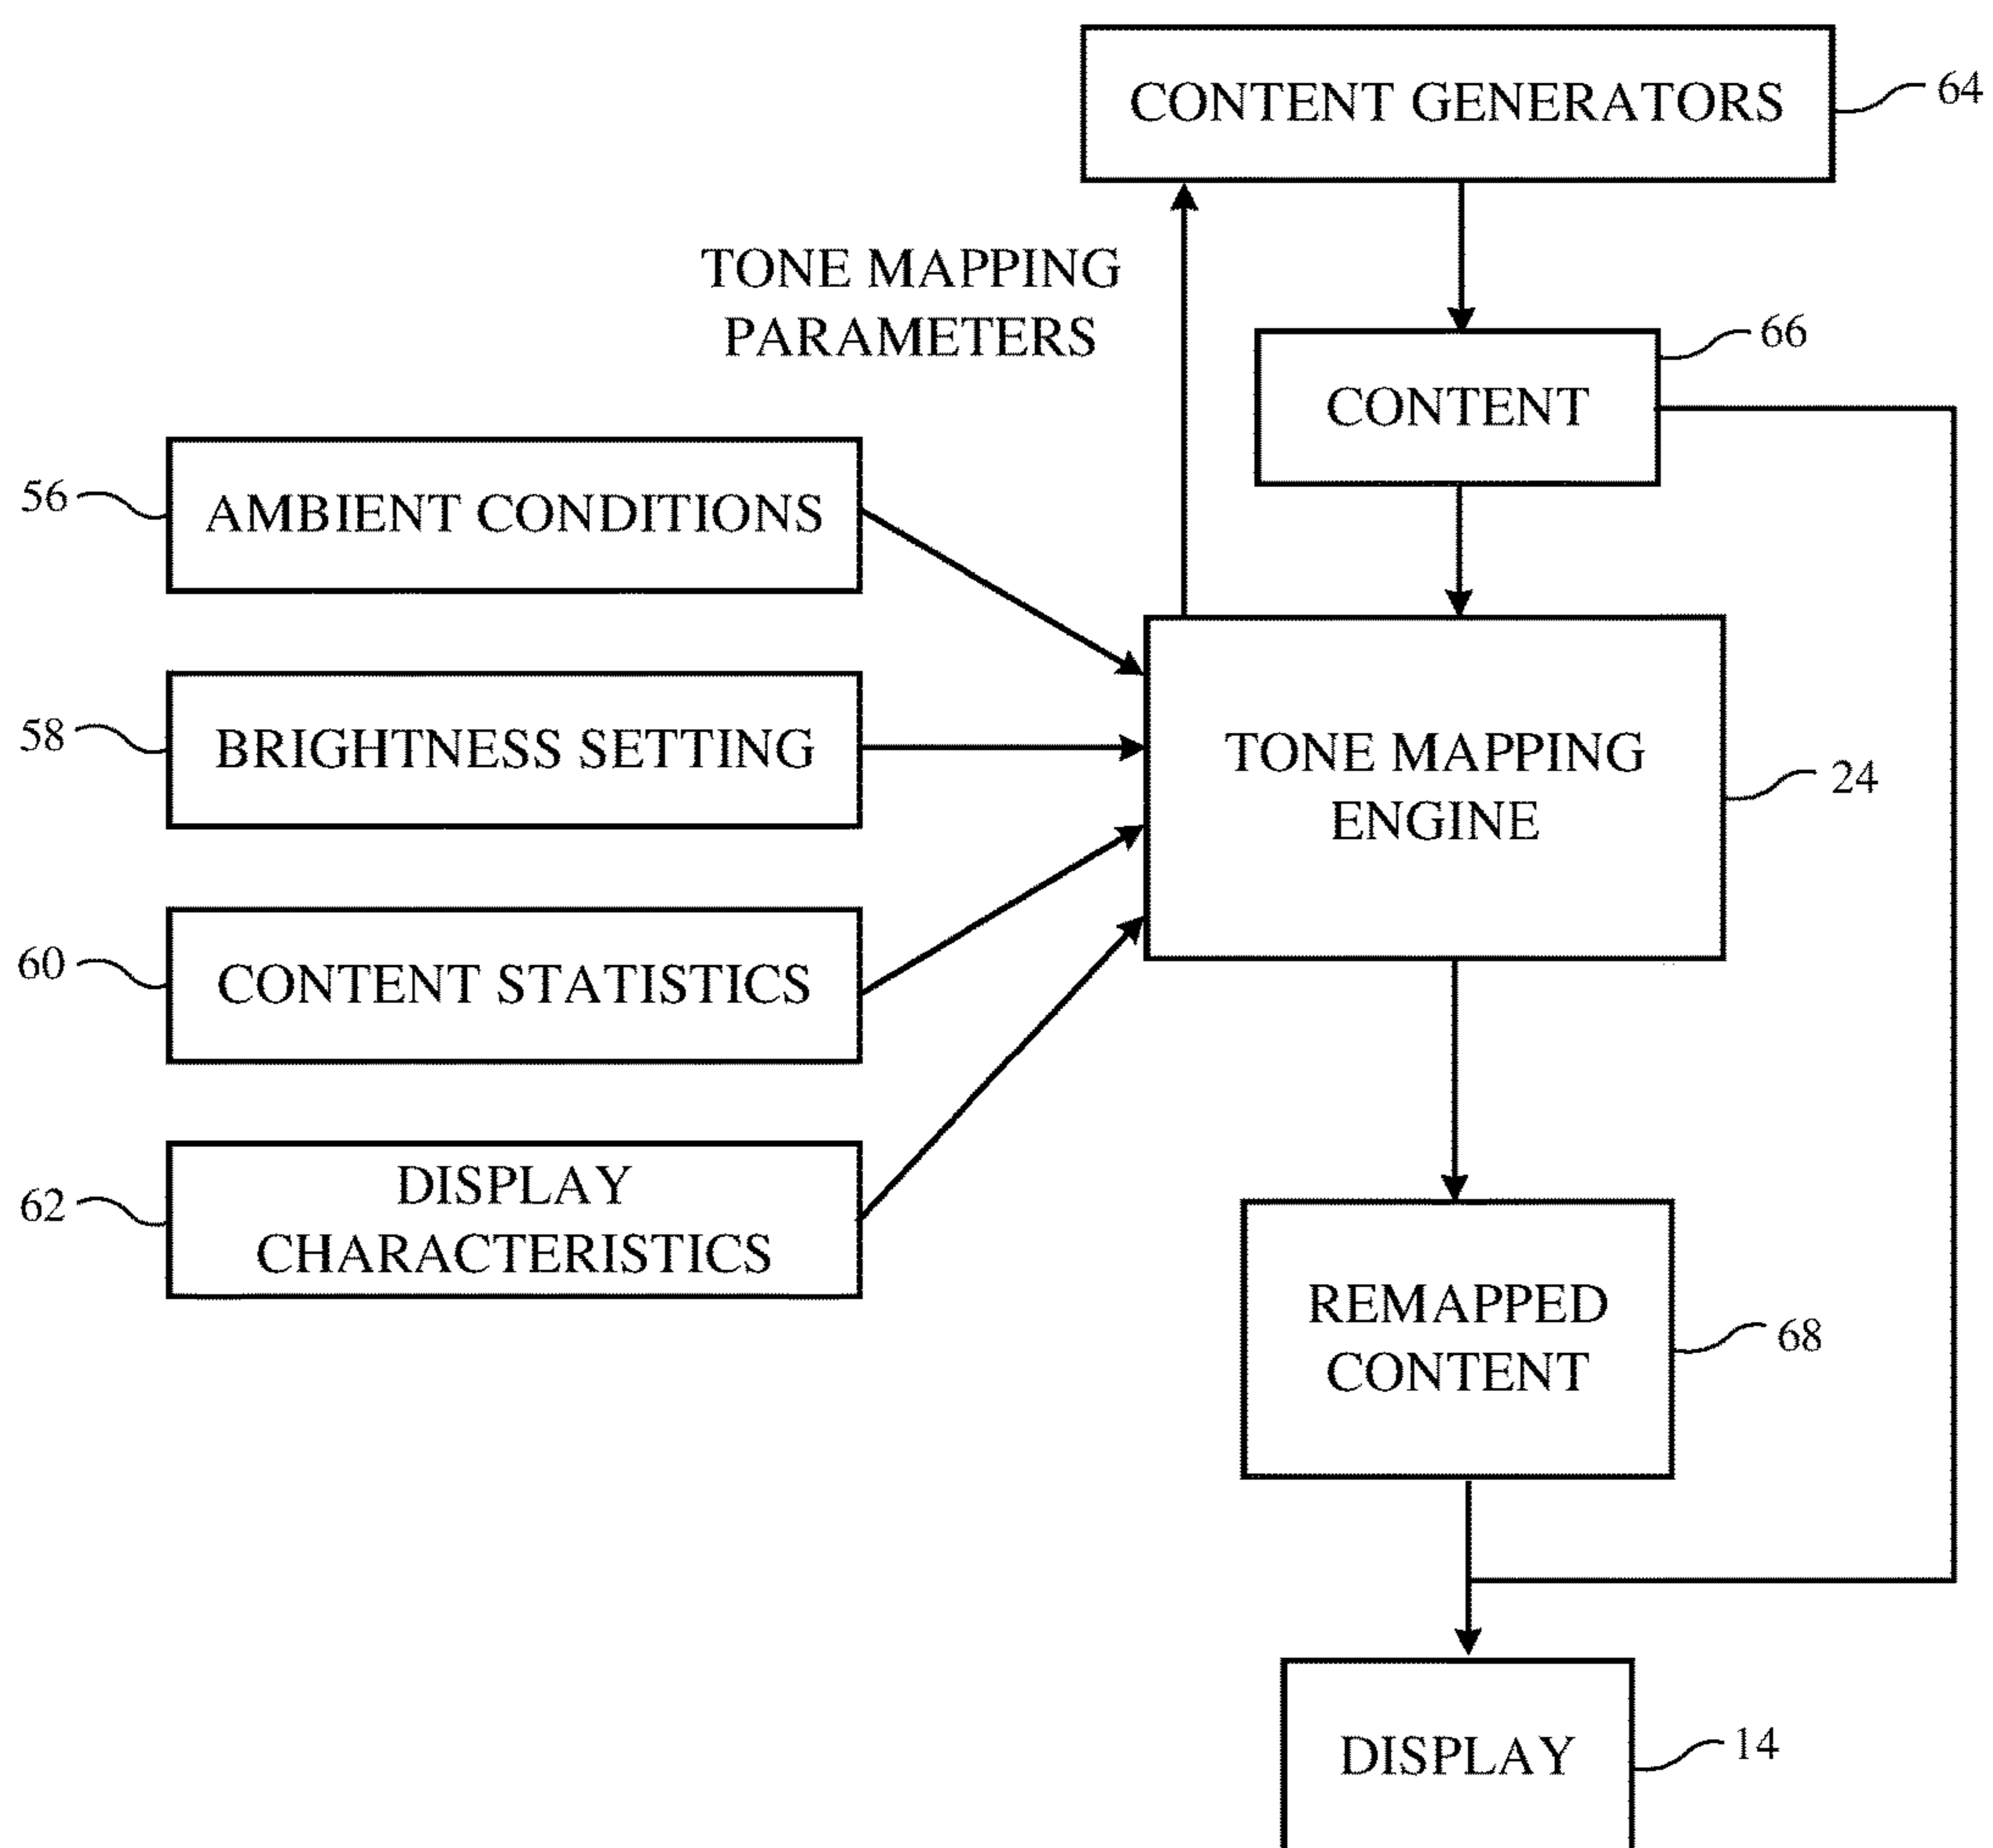 CONTENT GENERATORS
64
TONE MAPPING
PARAMETERS
66
CONTENT
56
AMBIENT CONDITIONS
58
BRIGHTNESS SETTING
TONE MAPPING
ENGINE
24
60
CONTENT STATISTICS
62
DISPLAY
CHARACTERISTICS
REMAPPED
CONTENT
68
DISPLAY
14